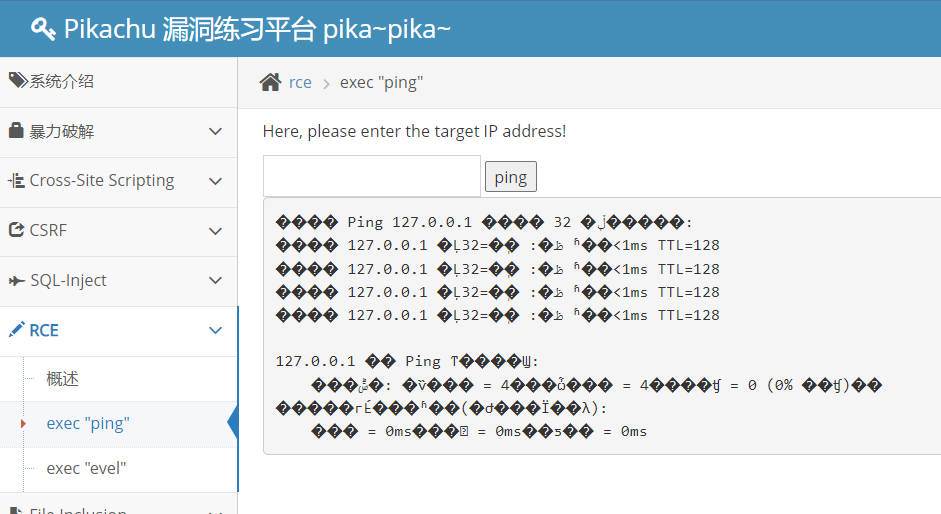 Pikachu 漏洞练习平台 pika~pika~
系统介绍
暴力破解
Cross-Site Scripting
CSRF
SQL-Inject
RCE
概述
exec "ping"
exec "evel"
File Inclusion
rce > exec "ping"
Here, please enter the target IP address!
ping
Ping 127.0.0.1 32
127.0.0.1 32= <1ms TTL=128
127.0.0.1 32= <1ms TTL=128
127.0.0.1 32= <1ms TTL=128
127.0.0.1 32= <1ms TTL=128
127.0.0.1 Ping
= 4 = 4 = 0 (0%
= 0ms = 0ms = 0ms